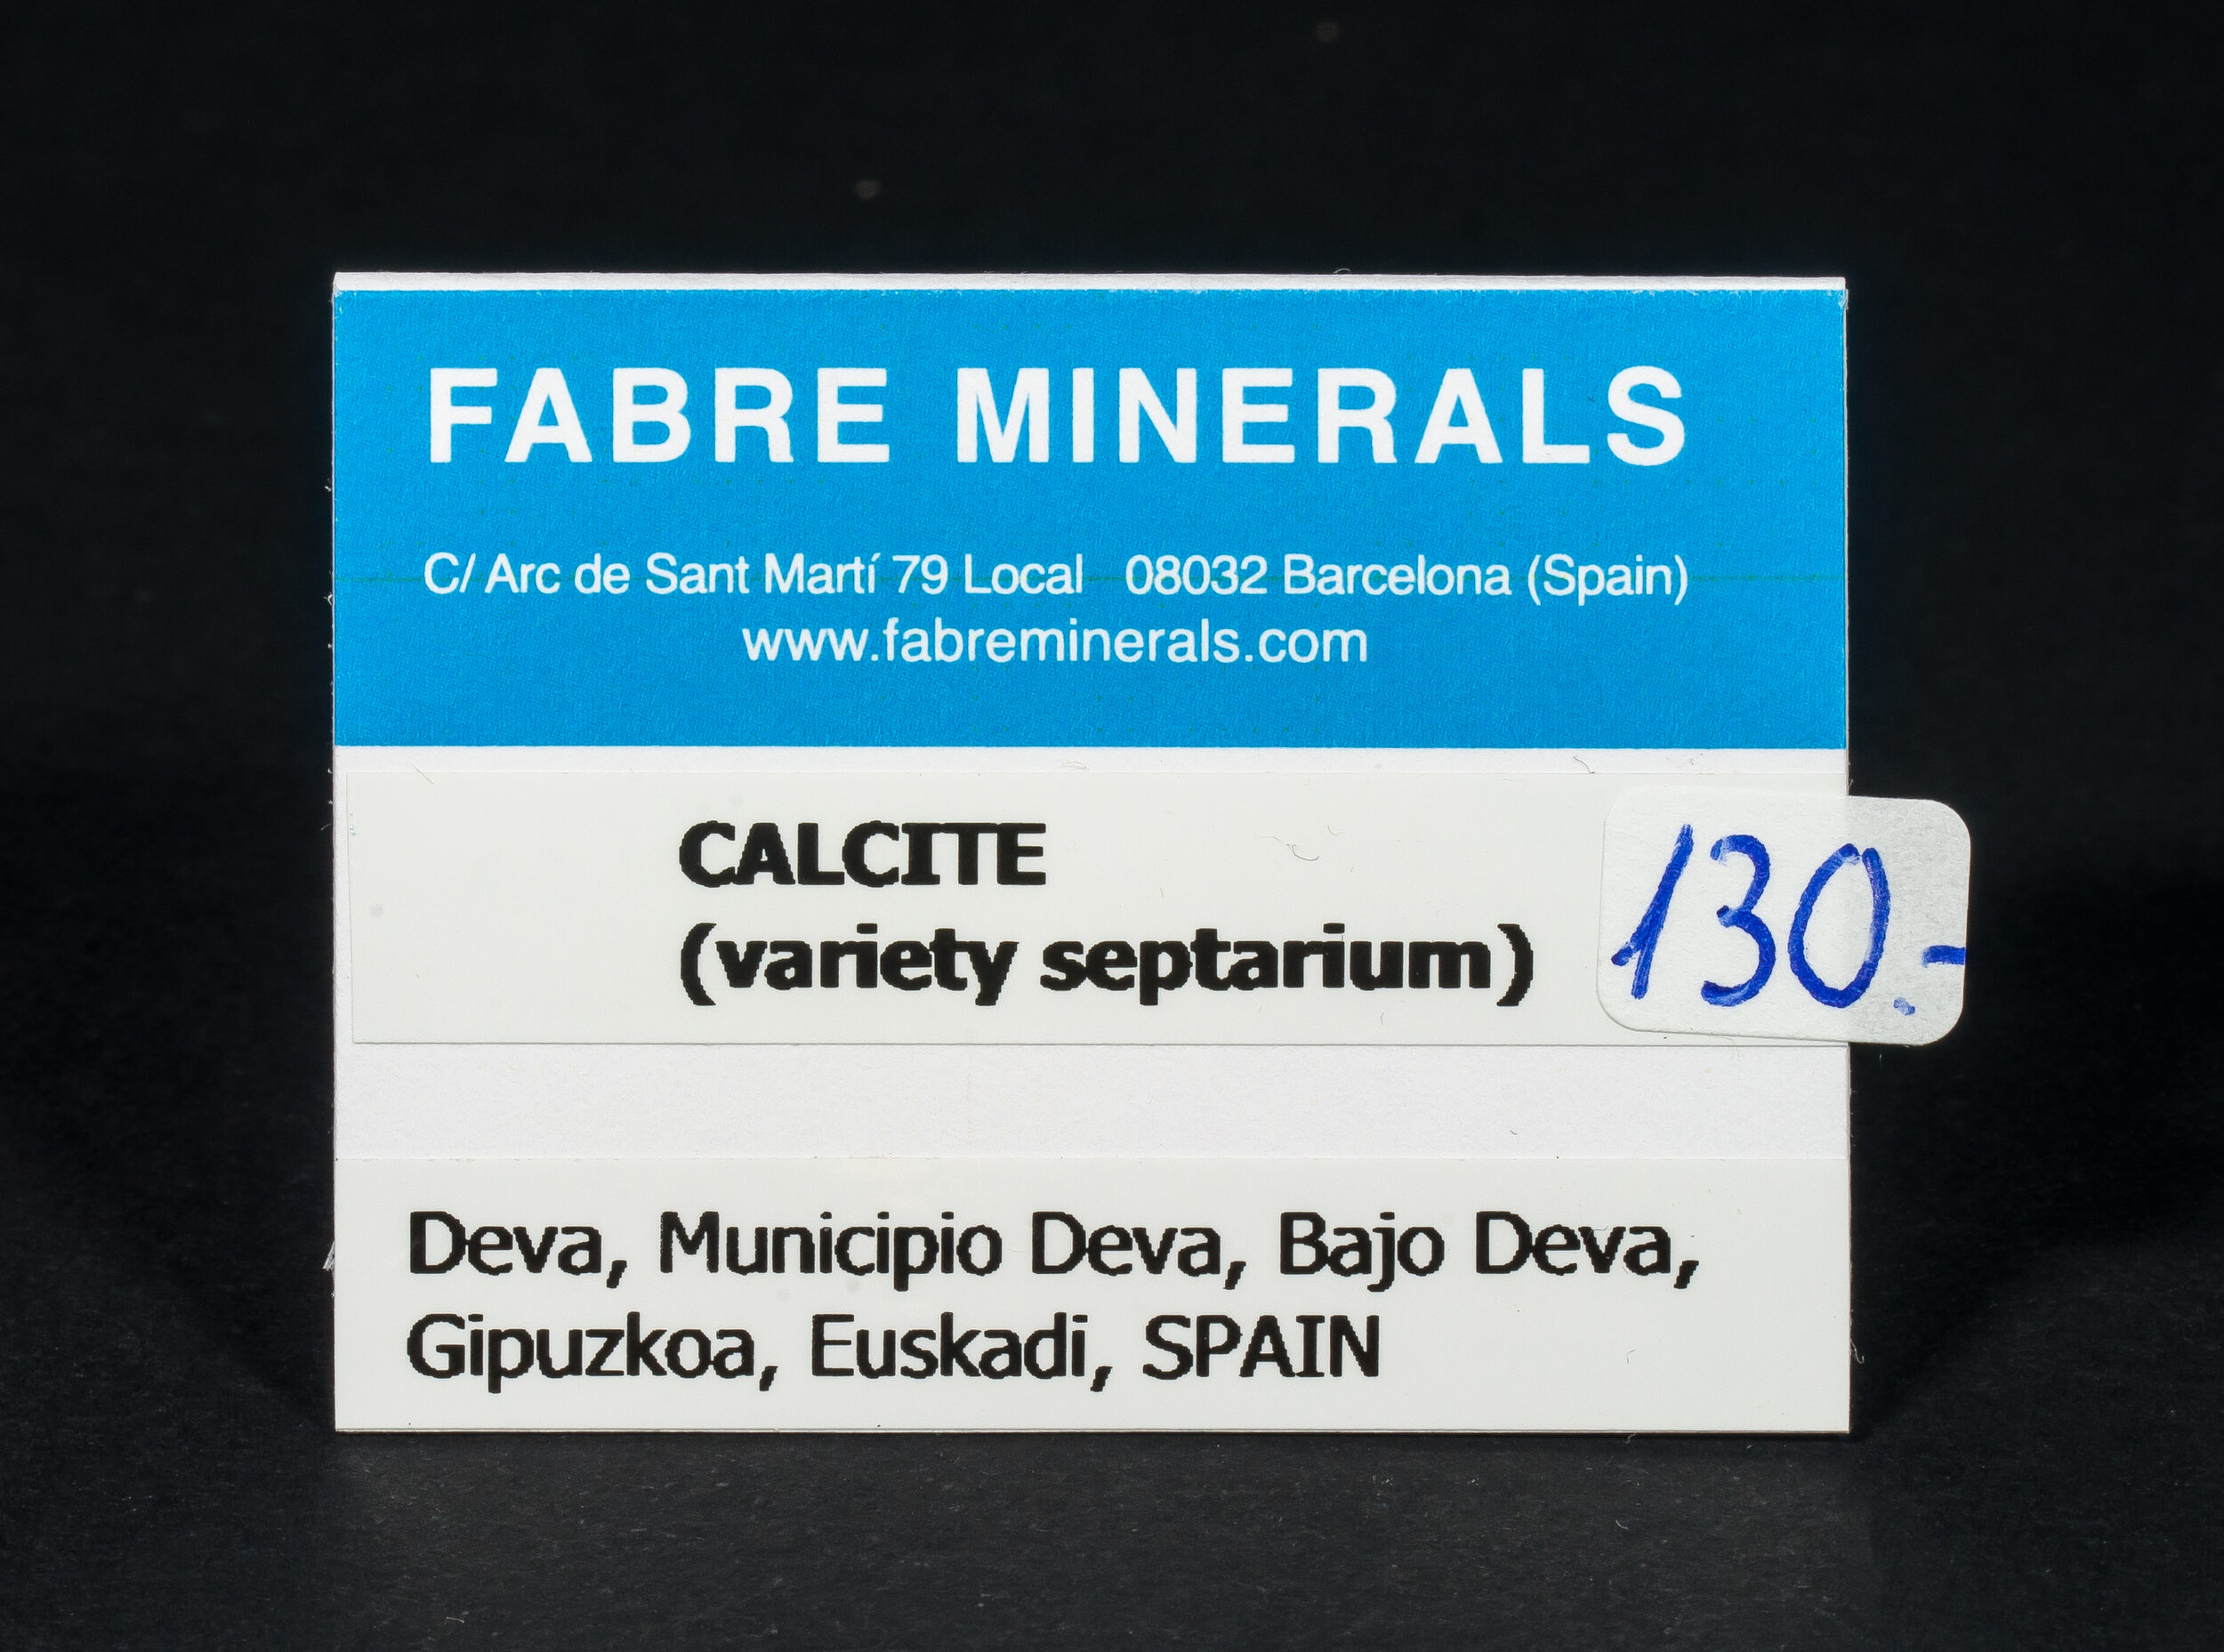 FABRE MINERALS
C/ Arc de Sant Martí 79 Local 08032 Barcelona (Spain)
www.fabreminerals.com
CALCITE
(variety septarium)
130.-
Deva, Municipio Deva, Bajo Deva,
Gipuzkoa, Euskadi, SPAIN